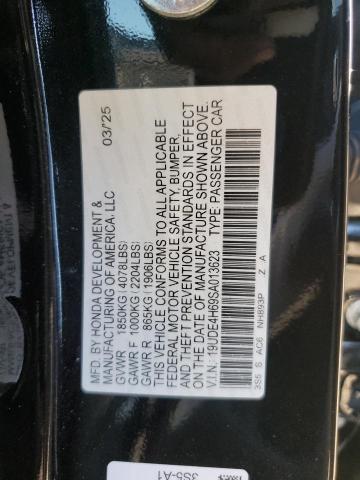 MFD. BY HONDA DEVELOPMENT &
MANUFACTURING OF AMERICA, LLC 03/'25
GVWR 1850KG(4078LBS)
GAWR F 1000KG(2204LBS)
GAWR R 865KG(1906LBS)
THIS VEHICLE CONFORMS TO ALL APPLICABLE
FEDERAL MOTOR VEHICLE SAFETY, BUMPER,
AND THEFT PREVENTION STANDARDS IN EFFECT
ON THE DATE OF MANUFACTURE SHOWN ABOVE.
V.I.N.: 19UDE4H69SA013623 TYPE: PASSENGER CAR
3S5 S AC6 NH893P Z A
3S5-A1